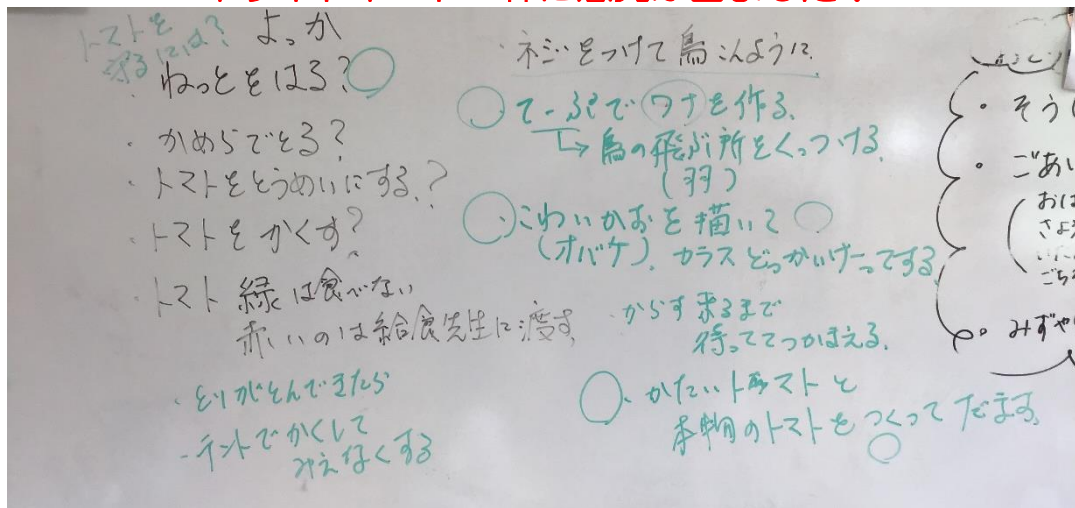 トマトを
よっか
・ねっとをはる?
・かめらでとる?
・トマトをとうめいにする?
・トマトをかくす?
・トマト 緑は食べない
赤いのは給食先生に渡す
・とりがとんできたら
・テントでかくして
みえなくする
・ネジをつけて鳥こんように
てーぷでワナを作る。
→鳥の飛ぶ所をくっつける
(羽)
・こわいかおを描いて
(オバケ)、カラスどっかいけーってする
・からす来るまで
待っててつかまえる。
・かたいトマトと
本物のトマトをつくってだます。
・そう
・ごあい
おは
さよ
ごち
・みずや